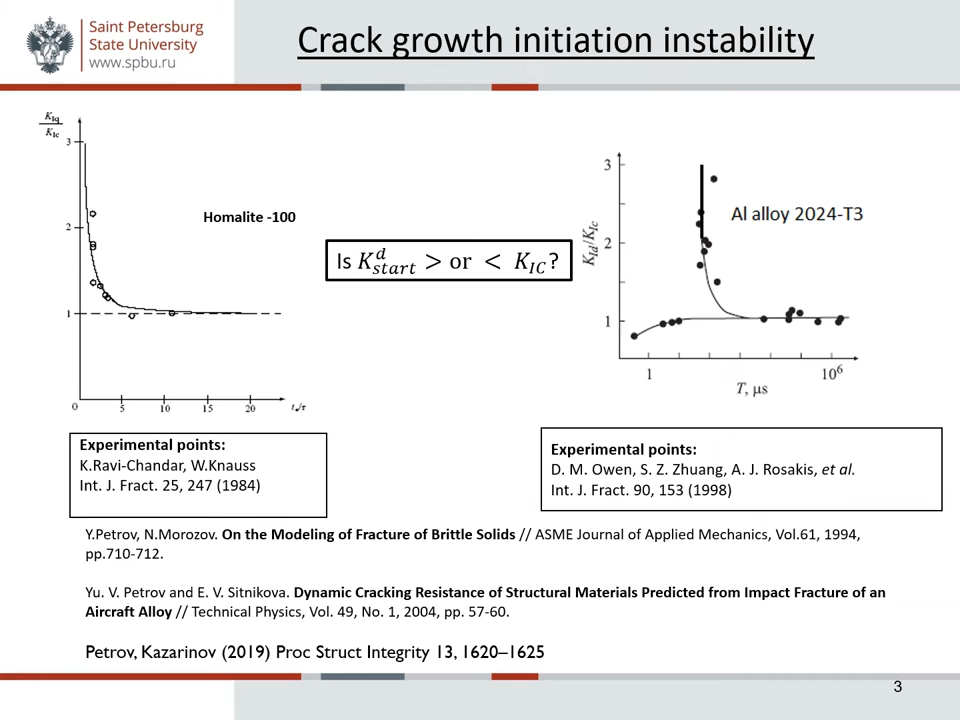 Saint Petersburg
State University
www.spbu.ru
Crack growth initiation instability
K_Iq
K_Ic
3
2
1
0
5
10
15
20
t*/τ
Homalite -100
Is K^d_start > or < K_IC?
3
2
1
K_Id/K_Ic
Al alloy 2024-T3
1
10^6
T, μs
Experimental points:
K.Ravi-Chandar, W.Knauss
Int. J. Fract. 25, 247 (1984)
Experimental points:
D. M. Owen, S. Z. Zhuang, A. J. Rosakis, et al.
Int. J. Fract. 90, 153 (1998)
Y.Petrov, N.Morozov. On the Modeling of Fracture of Brittle Solids // ASME Journal of Applied Mechanics, Vol.61, 1994,
pp.710-712.
Yu. V. Petrov and E. V. Sitnikova. Dynamic Cracking Resistance of Structural Materials Predicted from Impact Fracture of an
Aircraft Alloy // Technical Physics, Vol. 49, No. 1, 2004, pp. 57-60.
Petrov, Kazarinov (2019) Proc Struct Integrity 13, 1620–1625
3